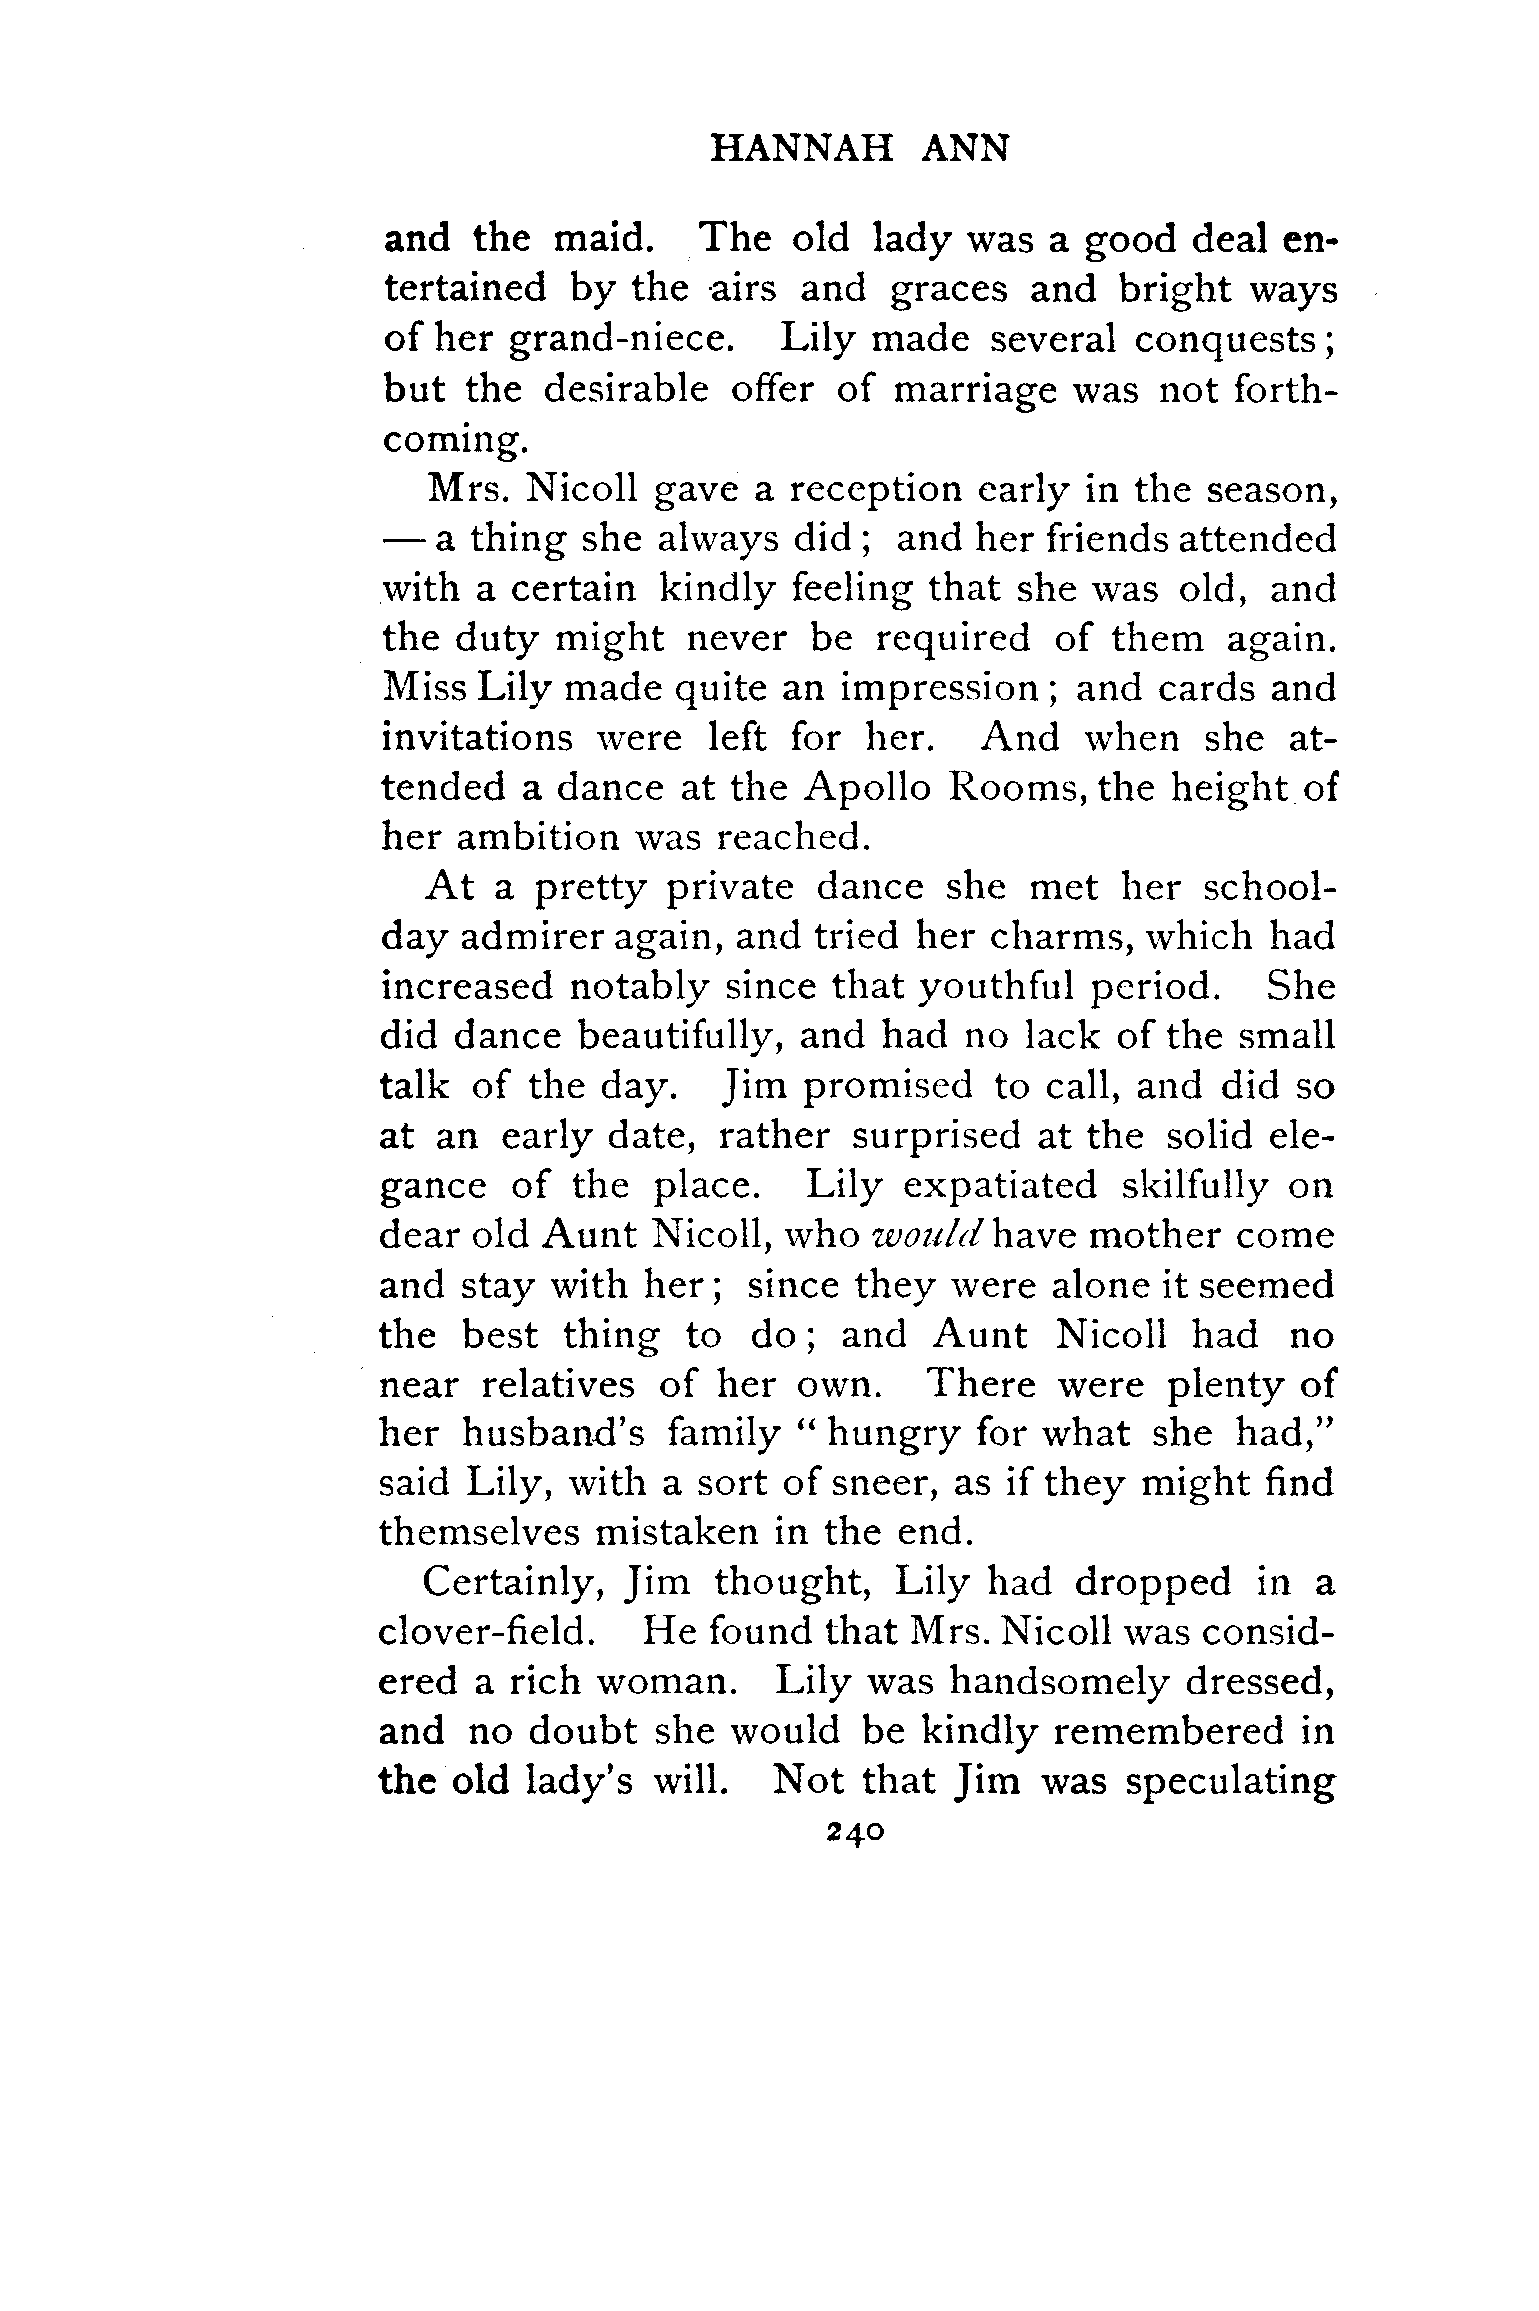 HANNAH ANN
and the maid. The old lady was a good deal en-
tertained by the airs and graces and bright ways
of her grand-niece. Lily made several conquests;
but the desirable offer of marriage was not forth-
coming.
Mrs. Nicoll gave a reception early in the season,
— a thing she always did; and her friends attended
with a certain kindly feeling that she was old, and
the duty might never be required of them again.
Miss Lily made quite an impression; and cards and
invitations were left for her. And when she at-
tended a dance at the Apollo Rooms, the height of
her ambition was reached.
At a pretty private dance she met her school-
day admirer again, and tried her charms, which had
increased notably since that youthful period. She
did dance beautifully, and had no lack of the small
talk of the day. Jim promised to call, and did so
at an early date, rather surprised at the solid ele-
gance of the place. Lily expatiated skilfully on
dear old Aunt Nicoll, who would have mother come
and stay with her; since they were alone it seemed
the best thing to do; and Aunt Nicoll had no
near relatives of her own. There were plenty of
her husband's family “hungry for what she had,”
said Lily, with a sort of sneer, as if they might find
themselves mistaken in the end.
Certainly, Jim thought, Lily had dropped in a
clover-field. He found that Mrs. Nicoll was consid-
ered a rich woman. Lily was handsomely dressed,
and no doubt she would be kindly remembered in
the old lady's will. Not that Jim was speculating
240